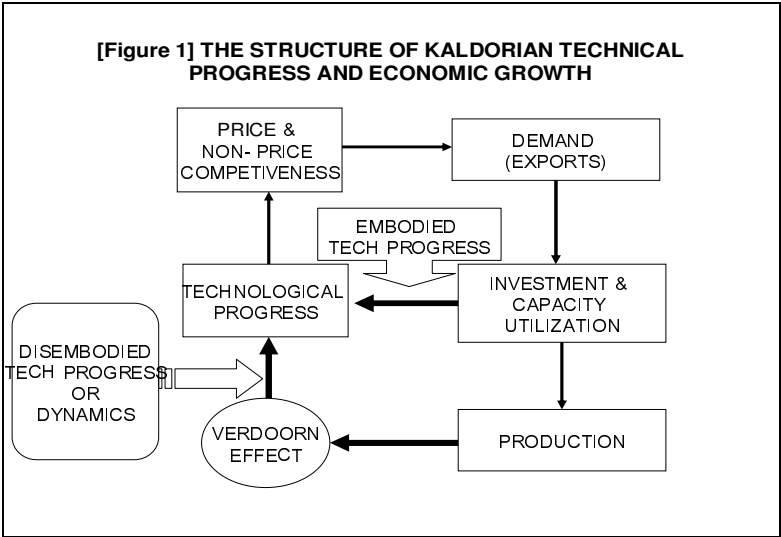 [Figure 1] THE STRUCTURE OF KALDORIAN TECHNICAL
PROGRESS AND ECONOMIC GROWTH
PRICE &
NON- PRICE
COMPETIVENESS
DEMAND
(EXPORTS)
EMBODIED
TECH PROGRESS
TECHNOLOGICAL
PROGRESS
INVESTMENT &
CAPACITY
UTILIZATION
DISEMBODIED
TECH PROGRESS
OR
DYNAMICS
VERDOORN
EFFECT
PRODUCTION